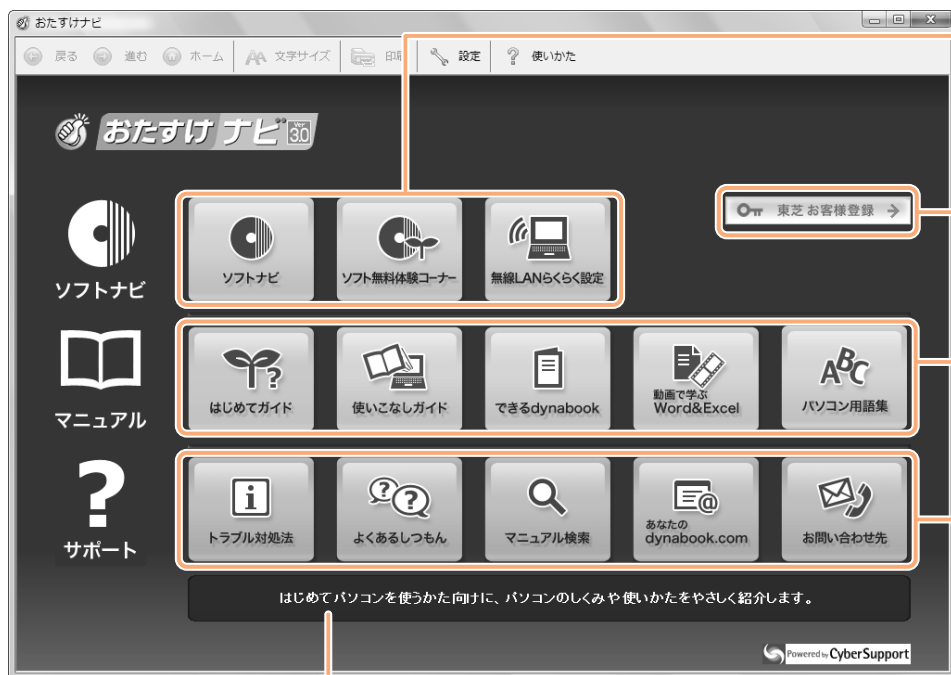 おたすけナビ
戻る 進む ホーム 文字サイズ 印刷 設定 使いかた
おたすけ ナビ Ver 3.0
東芝お客様登録
ソフトナビ
ソフトナビ
ソフト無料体験コーナー
無線LANらくらく設定
マニュアル
はじめてガイド
使いこなしガイド
できるdynabook
動画で学ぶ
Word&Excel
ABC
パソコン用語集
サポート
トラブル対処法
よくあるしつもん
マニュアル検索
あなたの
dynabook.com
お問い合わせ先
はじめてパソコンを使うかた向けに、パソコンのしくみや使いかたをやさしく紹介します。
Powered by CyberSupport